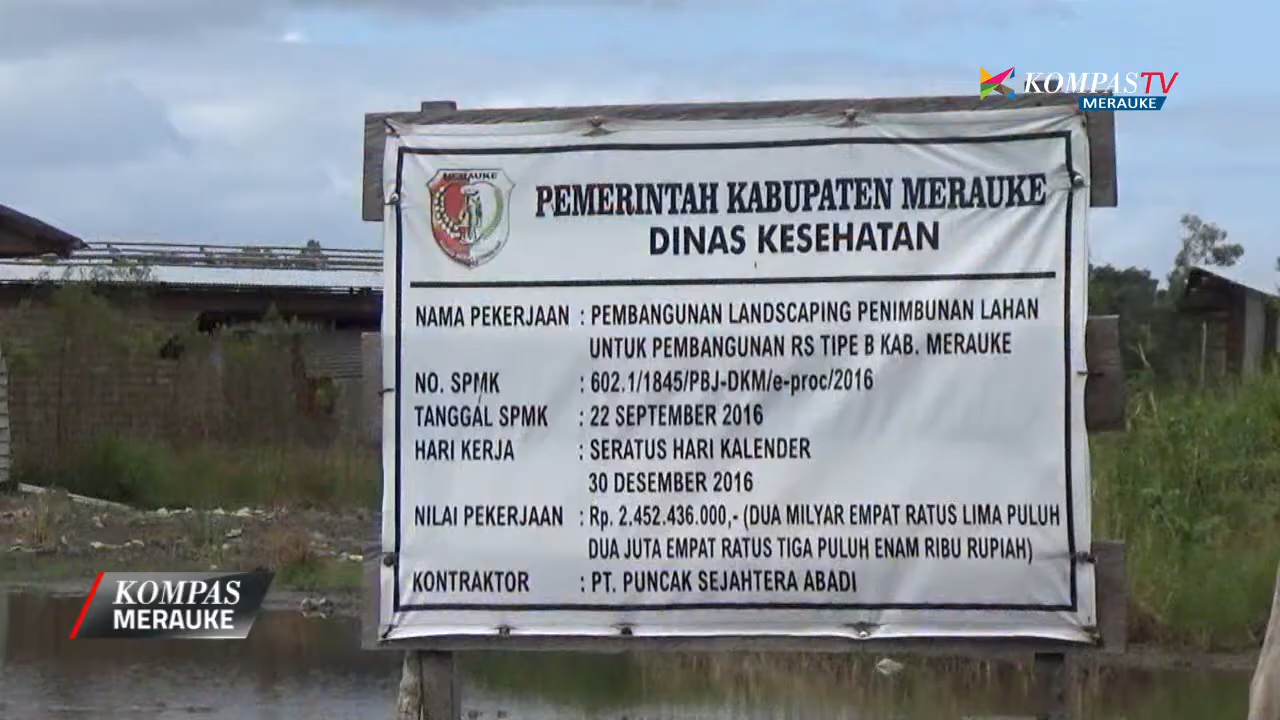 KOMPASTV
MERAUKE
MERAUKE
PEMERINTAH KABUPATEN MERAUKE
DINAS KESEHATAN
NAMA PEKERJAAN : PEMBANGUNAN LANDSCAPING PENIMBUNAN LAHAN
UNTUK PEMBANGUNAN RS TIPE B KAB. MERAUKE
NO. SPMK : 602.1/1845/PBJ-DKM/e-proc/2016
TANGGAL SPMK : 22 SEPTEMBER 2016
HARI KERJA : SERATUS HARI KALENDER
30 DESEMBER 2016
NILAI PEKERJAAN : Rp. 2.452.436.000,- (DUA MILYAR EMPAT RATUS LIMA PULUH
DUA JUTA EMPAT RATUS TIGA PULUH ENAM RIBU RUPIAH)
KONTRAKTOR : PT. PUNCAK SEJAHTERA ABADI
KOMPAS
MERAUKE